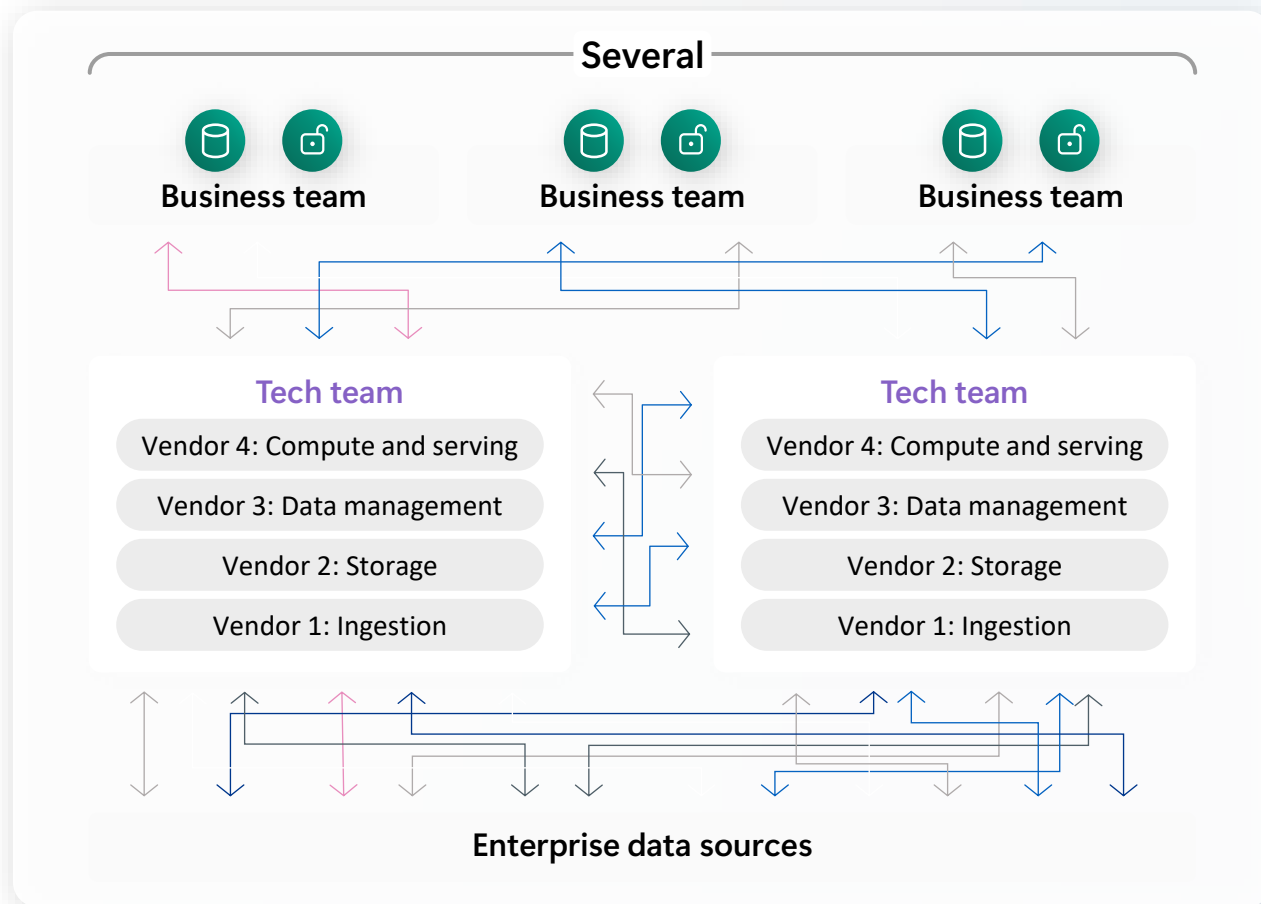 Several
Business team
Business team
Business team
Tech team
Vendor 4: Compute and serving
Vendor 3: Data management
Vendor 2: Storage
Vendor 1: Ingestion
Tech team
Vendor 4: Compute and serving
Vendor 3: Data management
Vendor 2: Storage
Vendor 1: Ingestion
Enterprise data sources